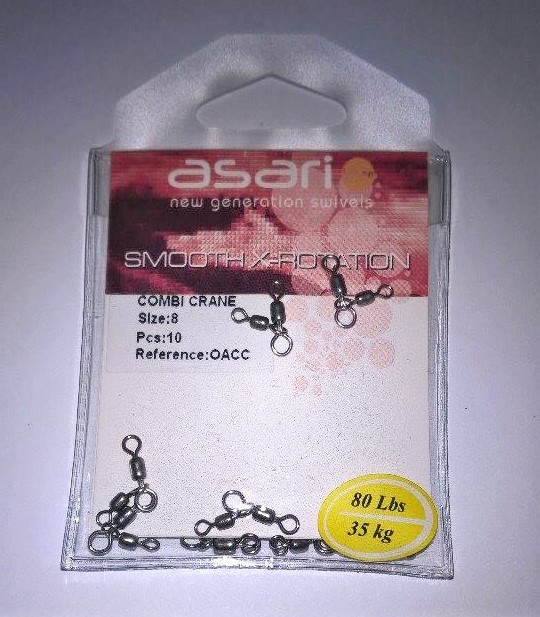 asari
new generation swivels
SMOOTH X-ROTATION
COMBI CRANE
Size:8
Pcs:10
Reference:OACC
80 Lbs
35 kg